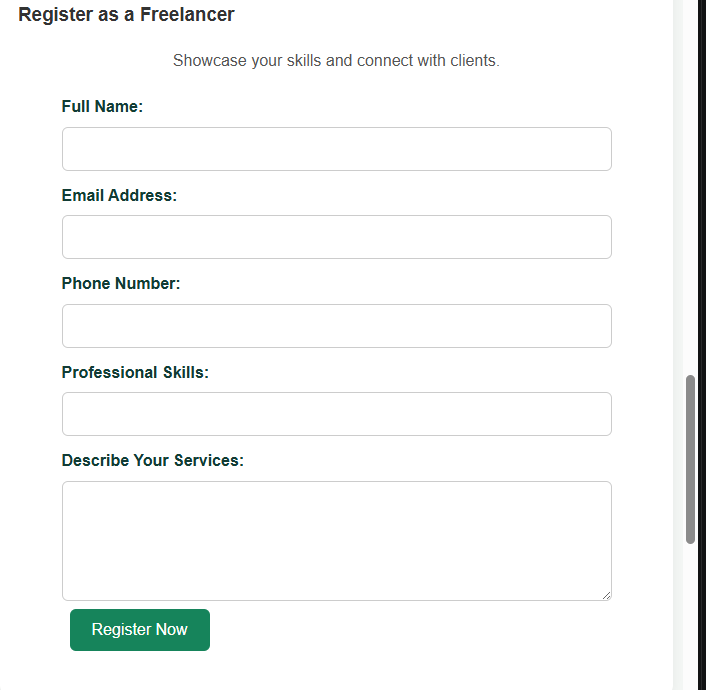 Register as a Freelancer
Showcase your skills and connect with clients.
Full Name:
Email Address:
Phone Number:
Professional Skills:
Describe Your Services:
Register Now